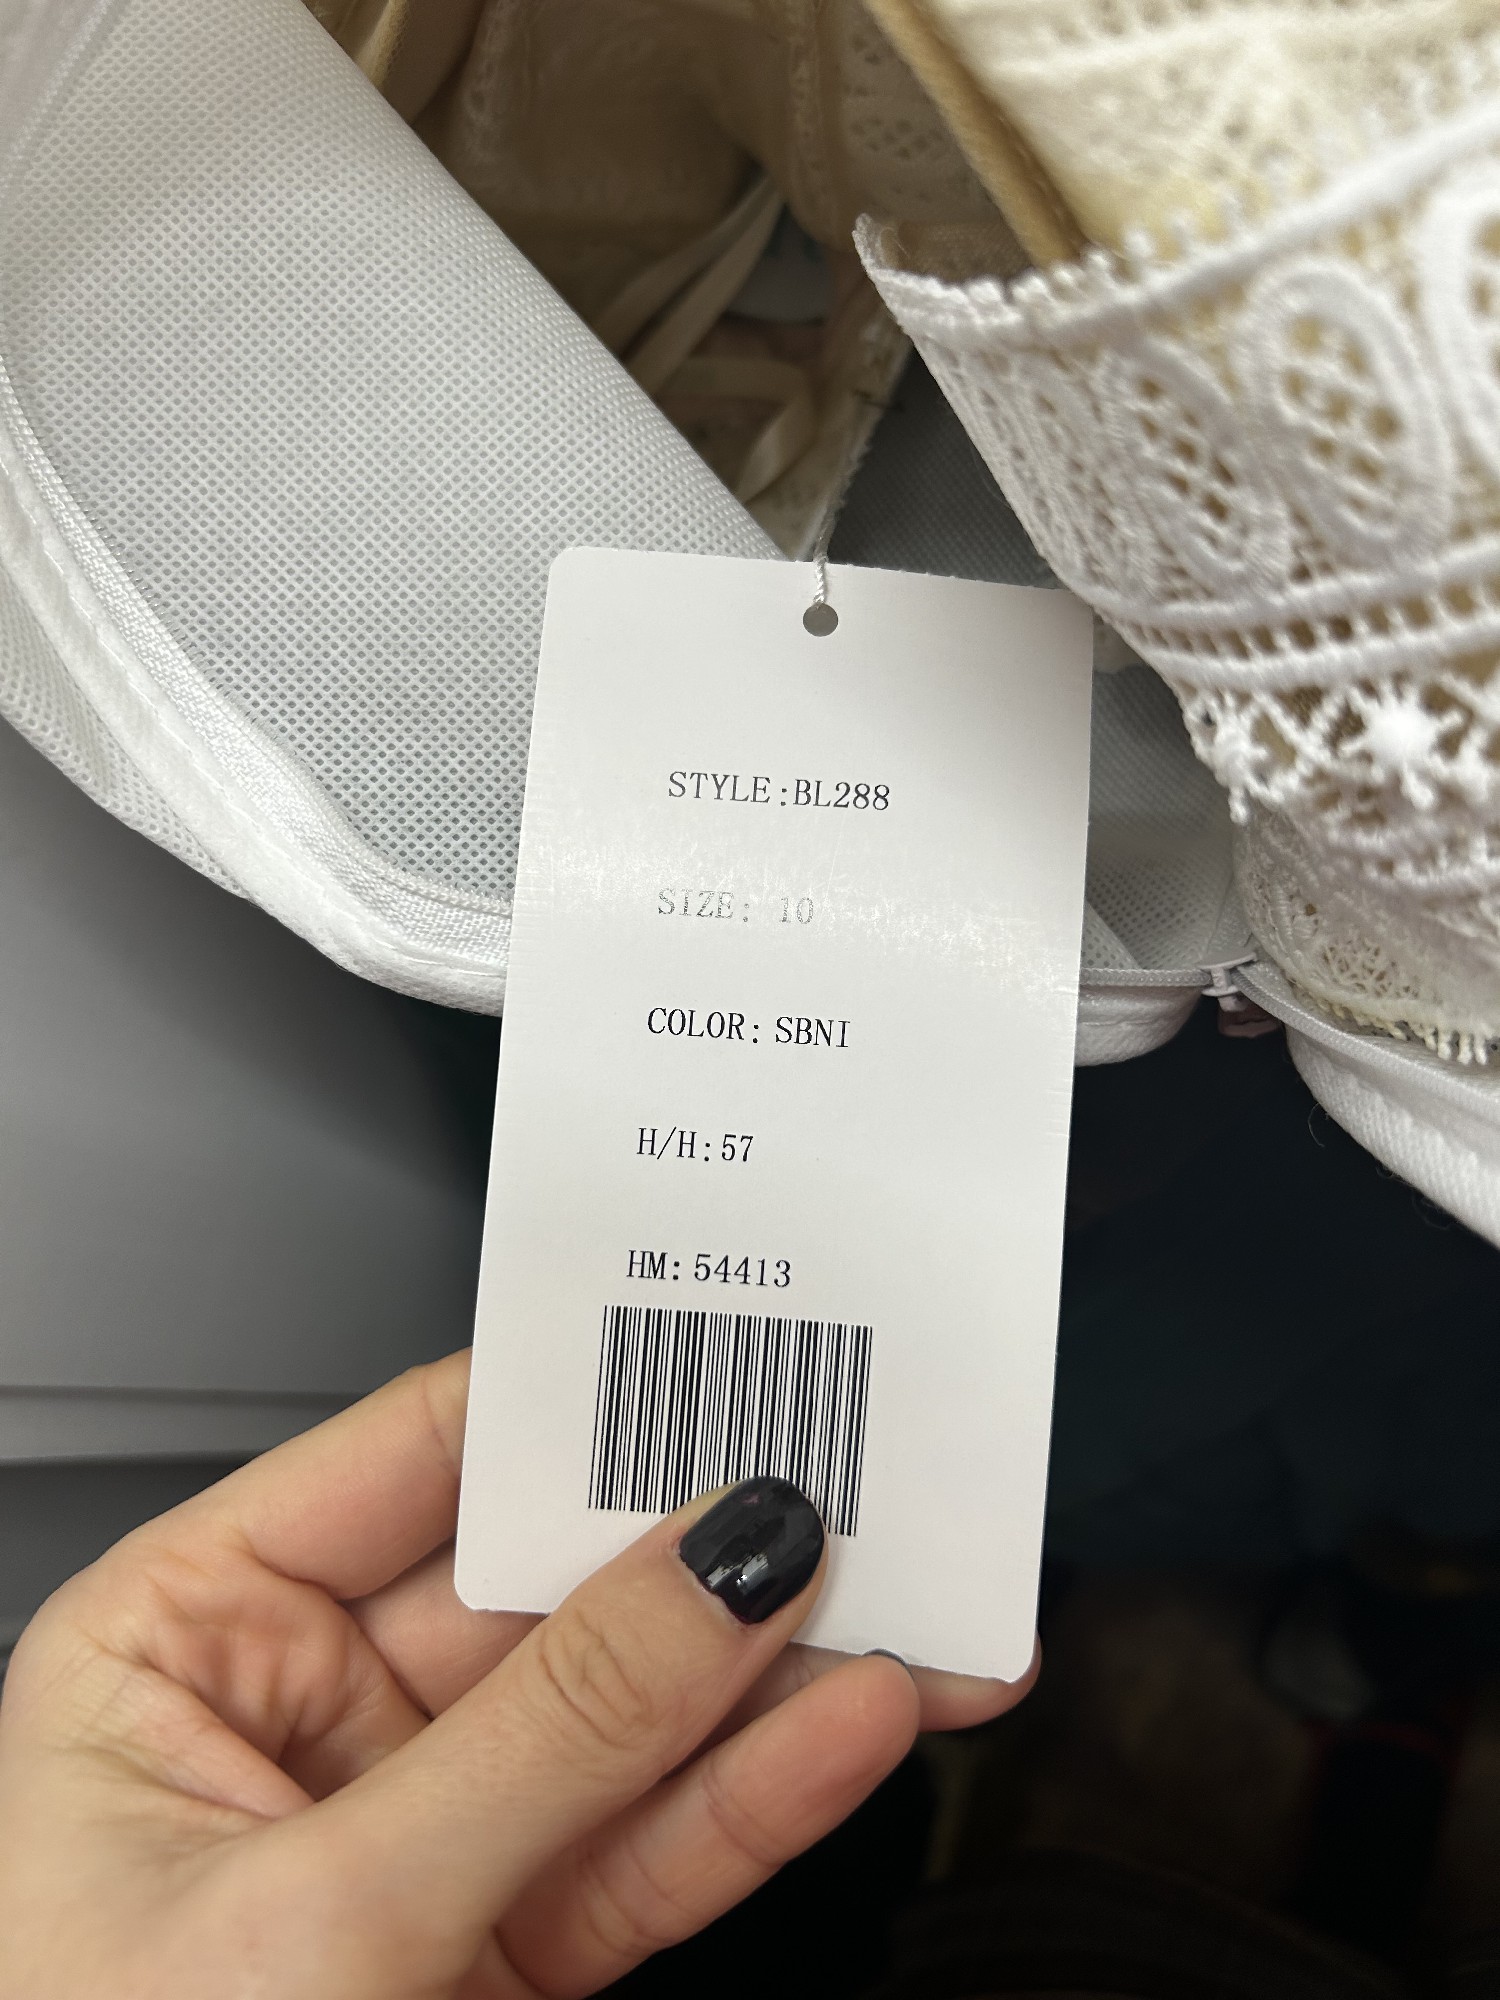 STYLE:BL288
SIZE: 10
COLOR: SBNI
H/H:57
HM: 54413